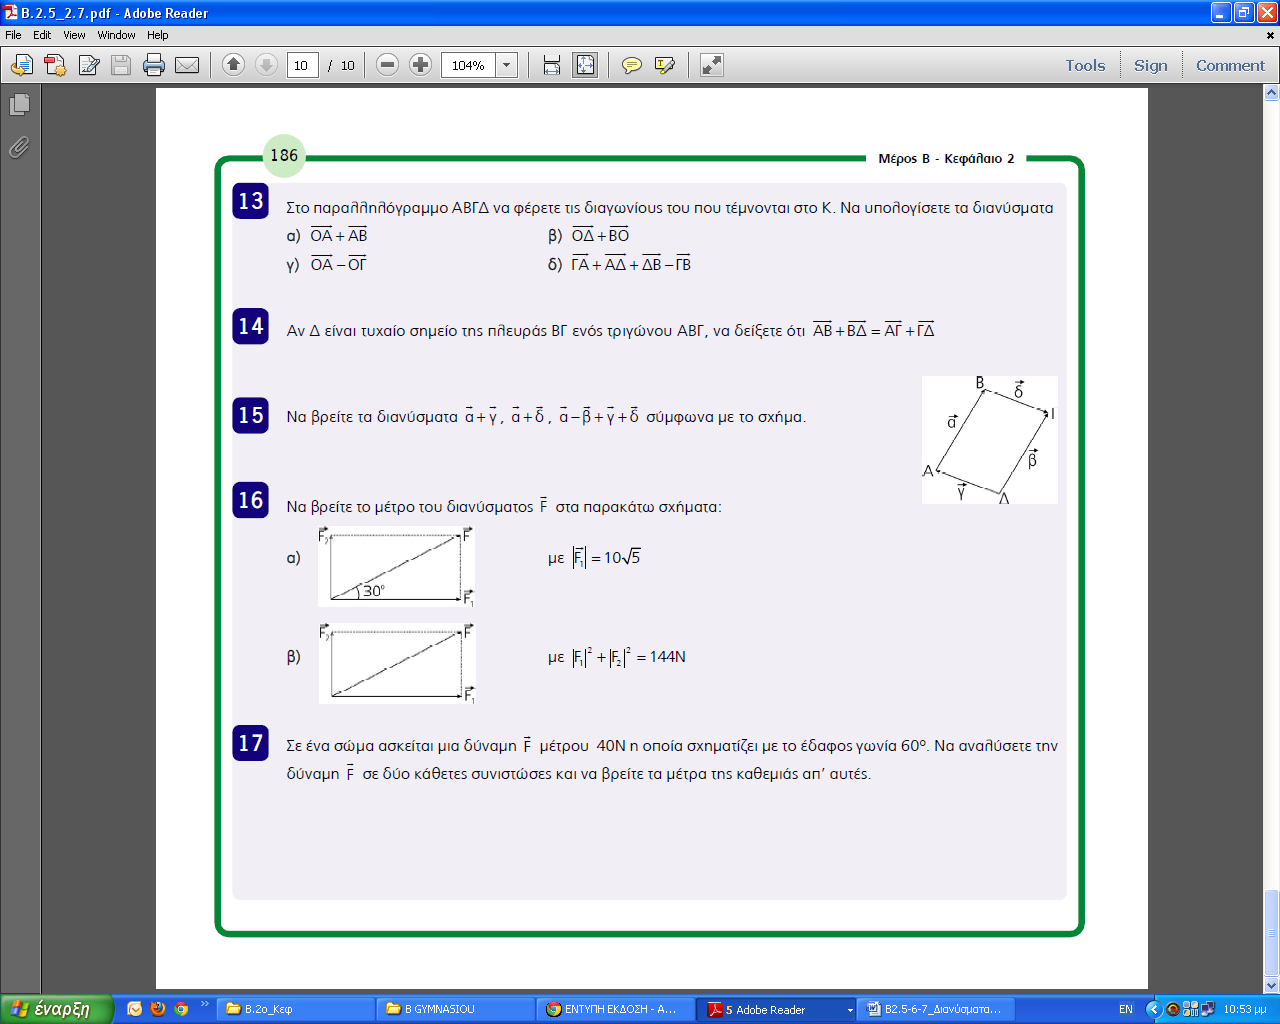 B.2.5_2.7.pdf - Adobe Reader
File Edit View Window Help
10 / 10 104% Tools Sign Comment
186
Μέρος Β - Κεφάλαιο 2
13 Στο παραλληλόγραμμο ΑΒΓΔ να φέρετε τις διαγωνίους του που τέμνονται στο Κ. Να υπολογίσετε τα διανύσματα
α) ΟΑ + ΑΒ β) ΟΔ + ΒΟ
γ) ΟΑ − ΟΓ δ) ΓΑ + ΑΔ + ΔΒ − ΓΒ
14 Αν Δ είναι τυχαίο σημείο της πλευράς ΒΓ ενός τριγώνου ΑΒΓ, να δείξετε ότι ΑΒ + ΒΔ = ΑΓ + ΓΔ
Β δ
α Ι
Α β
γ Δ
15 Να βρείτε τα διανύσματα α + γ , α + δ , α − β + γ + δ σύμφωνα με το σχήμα.
16 Να βρείτε το μέτρο του διανύσματος F στα παρακάτω σχήματα:
F₂ F
α) με |F₁| = 10√5
30° F₁
F₂ F
β) με |F₁|² + |F₂|² = 144N
F₁
17 Σε ένα σώμα ασκείται μια δύναμη F μέτρου 40N η οποία σχηματίζει με το έδαφος γωνία 60º. Να αναλύσετε την
δύναμη F σε δύο κάθετες συνιστώσες και να βρείτε τα μέτρα της καθεμιάς απ’ αυτές.
έναρξη » B.2ο_Κεφ B GYMNASIOU ΕΝΤΥΠΗ ΕΚΔΟΣΗ - Α... 5 Adobe Reader B2.5-6-7_Διανύσματα... EN 10:53 μμ